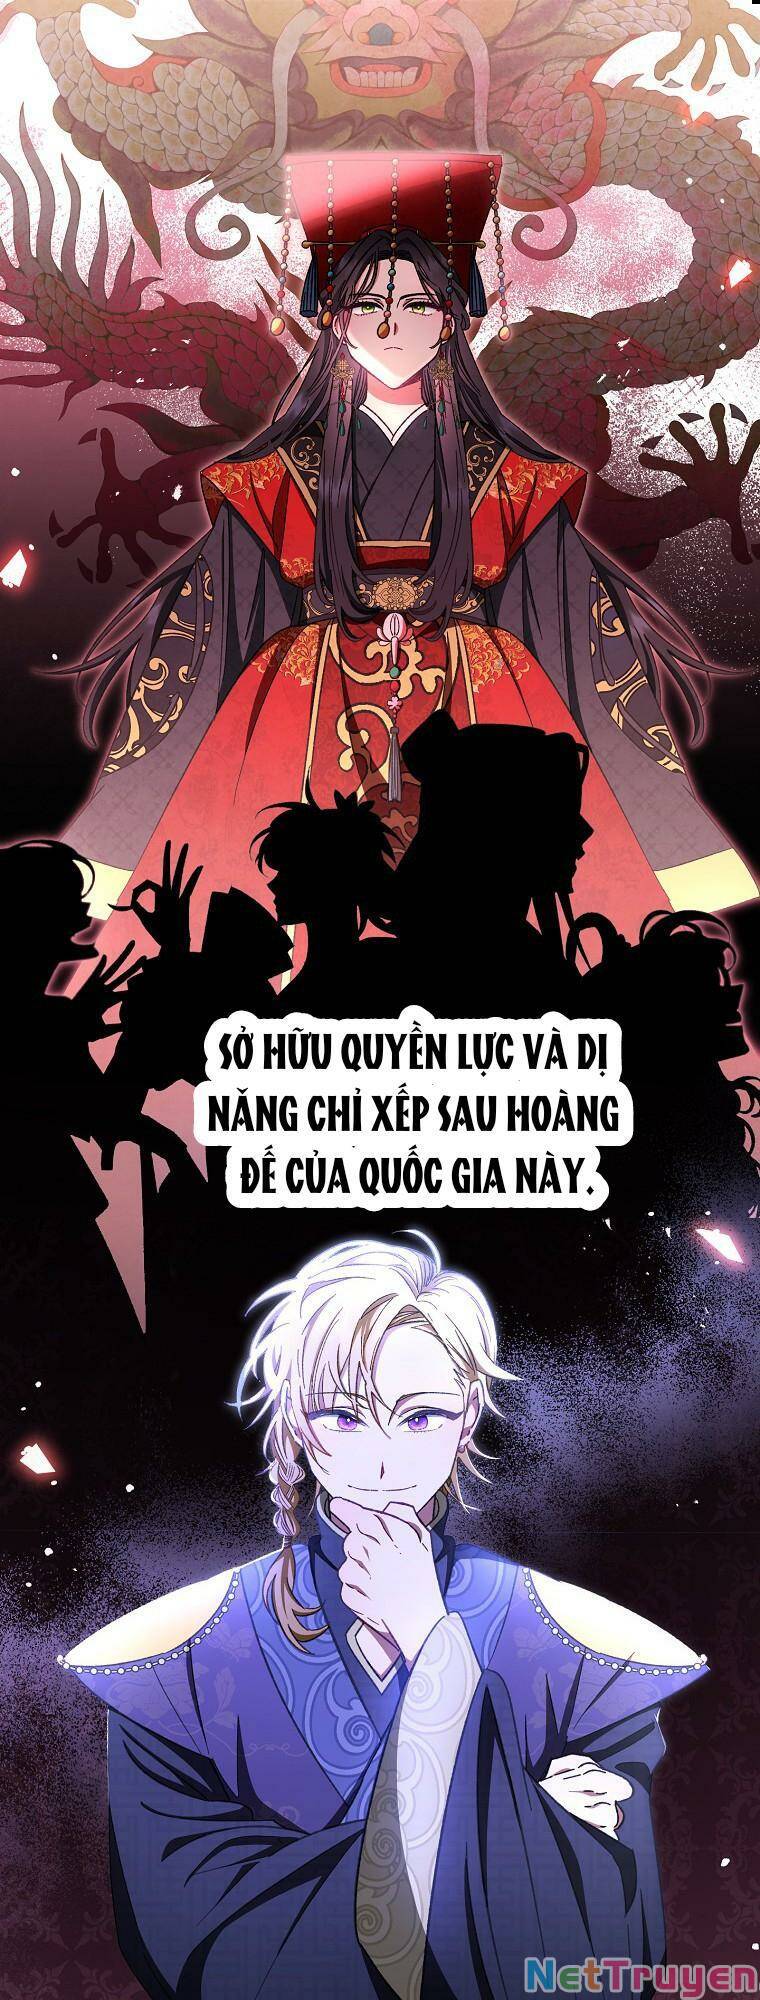 SỞ HỮU QUYỀN LỰC VÀ DỊ
NĂNG CHỈ XẾP SAU HOÀNG
ĐẾ CỦA QUỐC GIA NÀY.
NetTruyen